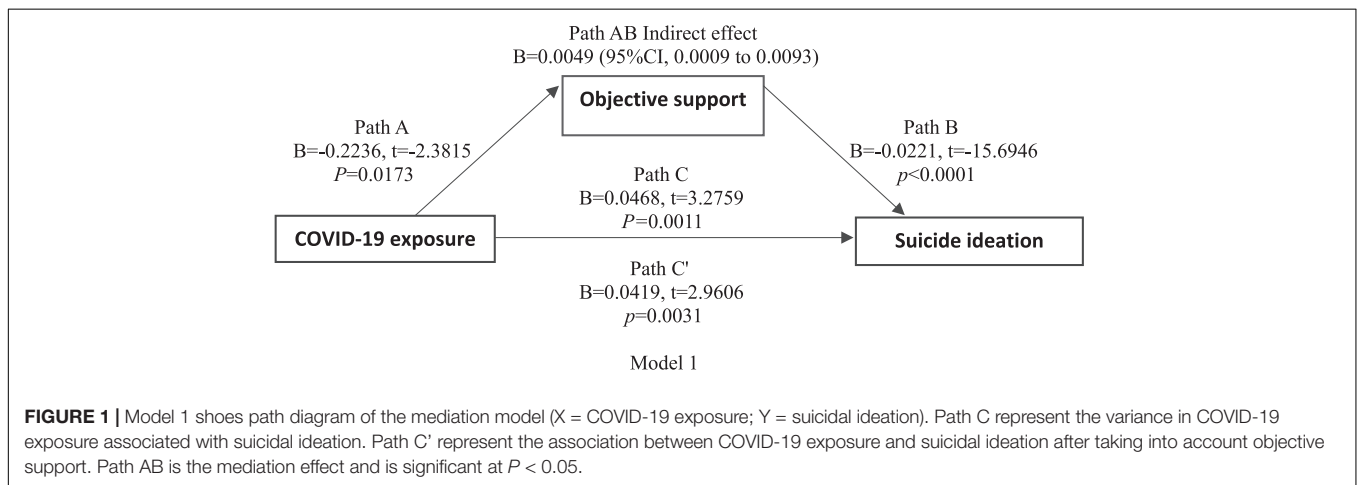 Path AB Indirect effect
B=0.0049 (95%CI, 0.0009 to 0.0093)
Objective support
Path A
B=-0.2236, t=-2.3815
P=0.0173
Path B
B=-0.0221, t=-15.6946
p<0.0001
Path C
B=0.0468, t=3.2759
P=0.0011
COVID-19 exposure
Suicide ideation
Path C'
B=0.0419, t=2.9606
p=0.0031
Model 1
FIGURE 1 | Model 1 shoes path diagram of the mediation model (X = COVID-19 exposure; Y = suicidal ideation). Path C represent the variance in COVID-19
exposure associated with suicidal ideation. Path C’ represent the association between COVID-19 exposure and suicidal ideation after taking into account objective
support. Path AB is the mediation effect and is significant at P < 0.05.